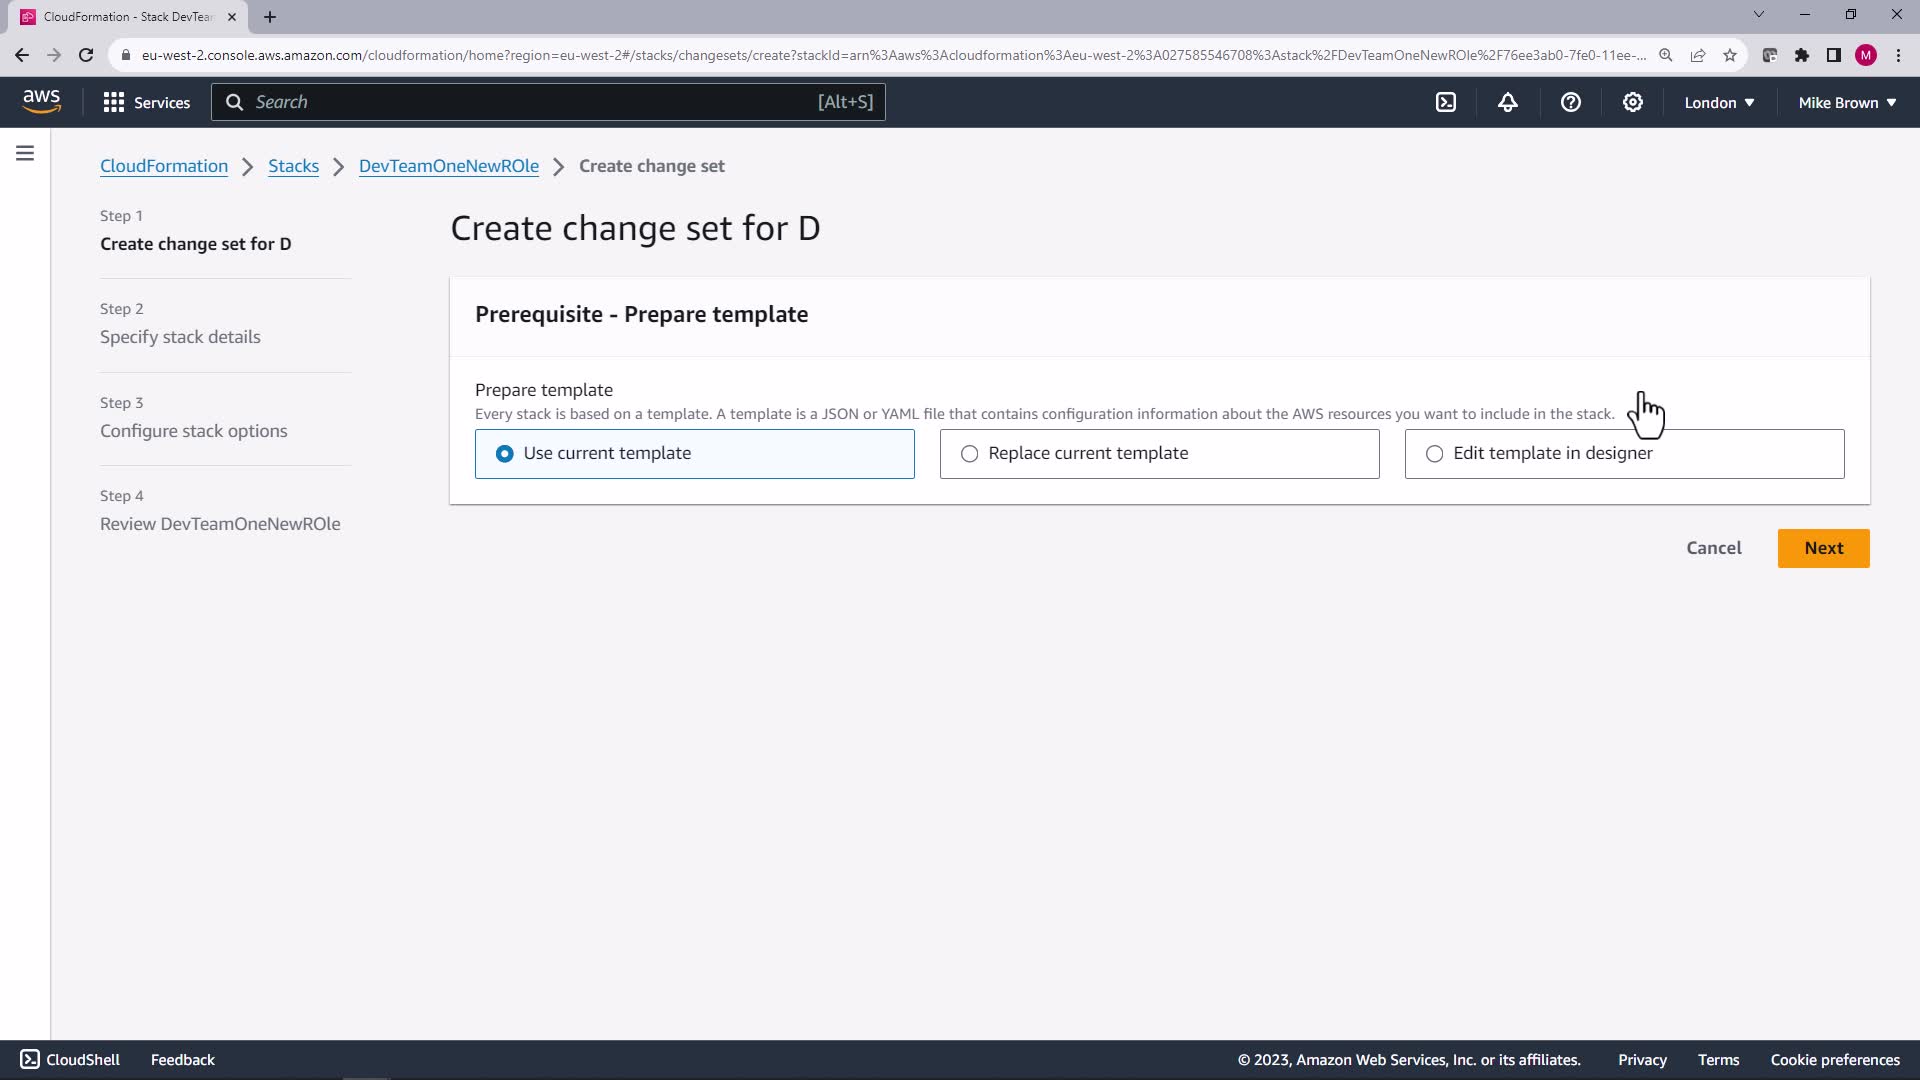 CloudFormation - Stack DevTea
eu-west-2.console.aws.amazon.com/cloudformation/home?region=eu-west-2#/stacks/changesets/create?stackId=arn%3Aaws%3Acloudformation%3Aeu-west-2%3A027585546708%3Astack%2FDevTeamOneNewROle%2F76ee3ab0-7fe0-11ee-...
M
aws
Services
Search
[Alt+S]
London
Mike Brown
CloudFormation
Stacks
DevTeamOneNewROle
Create change set
Step 1
Create change set for D
Step 2
Specify stack details
Step 3
Configure stack options
Step 4
Review DevTeamOneNewROle
Create change set for D
Prerequisite - Prepare template
Prepare template
Every stack is based on a template. A template is a JSON or YAML file that contains configuration information about the AWS resources you want to include in the stack.
Use current template
Replace current template
Edit template in designer
Cancel
Next
CloudShell
Feedback
© 2023, Amazon Web Services, Inc. or its affiliates.
Privacy
Terms
Cookie preferences